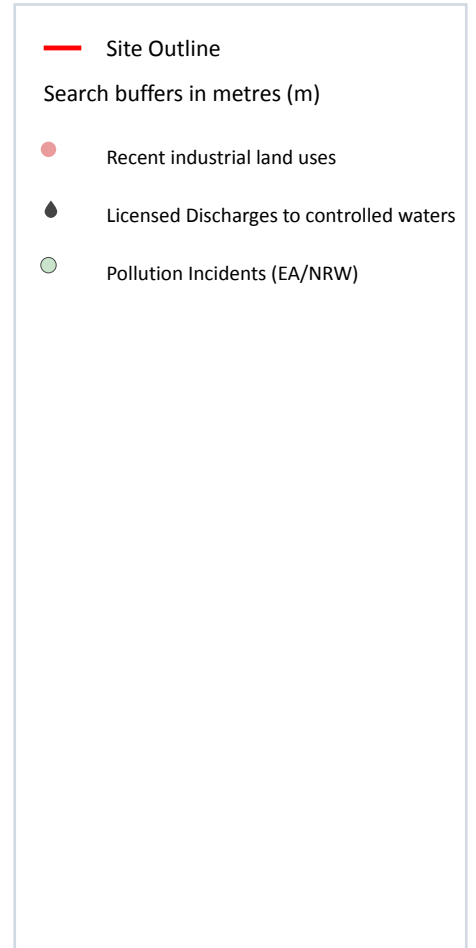 Site Outline
Search buffers in metres (m)
Recent industrial land uses
Licensed Discharges to controlled waters
Pollution Incidents (EA/NRW)